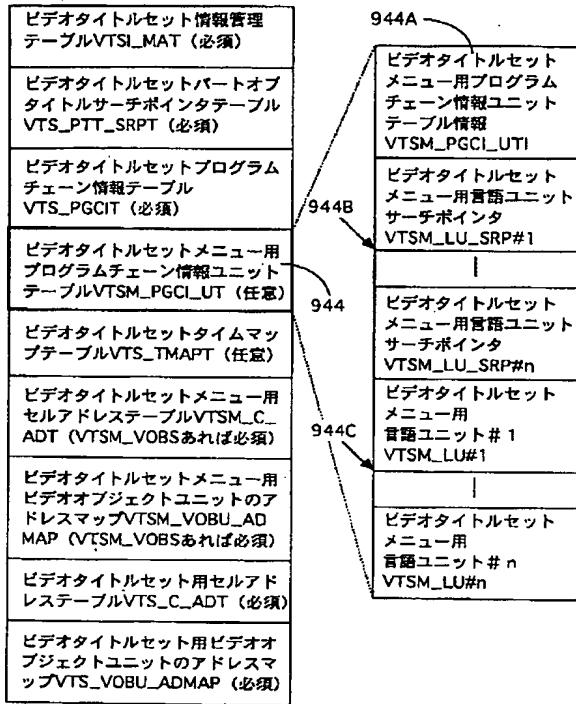 ビデオタイトルセット情報管理
テーブルVTSI_MAT（必須）
ビデオタイトルセットパートオブ
タイトルサーチポインタテーブル
VTS_PTT_SRPT（必須）
ビデオタイトルセットプログラム
チェーン情報テーブル
VTS_PGCIT（必須）
ビデオタイトルセットメニュー用
プログラムチェーン情報ユニット
テーブルVTSM_PGCI_UT（任意）
ビデオタイトルセットタイムマッ
プテーブルVTS_TMAPT（任意）
ビデオタイトルセットメニュー用
セルアドレステーブルVTSM_C_
ADT（VTSM_VOBSあれば必須）
ビデオタイトルセットメニュー用
ビデオオブジェクトユニットのア
ドレスマップVTSM_VOBU_AD
MAP（VTSM_VOBSあれば必須）
ビデオタイトルセット用セルアド
レステーブルVTS_C_ADT（必須）
ビデオタイトルセット用ビデオオ
ブジェクトユニットのアドレスマ
ップVTS_VOBU_ADMAP（必須）
944
944A
ビデオタイトルセット
メニュー用プログラム
チェーン情報ユニット
テーブル情報
VTSM_PGCI_UTI
944B
ビデオタイトルセット
メニュー用言語ユニット
サーチポインタ
VTSM_LU_SRP#1
ビデオタイトルセット
メニュー用言語ユニット
サーチポインタ
VTSM_LU_SRP#n
944C
ビデオタイトルセット
メニュー用
言語ユニット＃1
VTSM_LU#1
ビデオタイトルセット
メニュー用
言語ユニット＃n
VTSM_LU#n